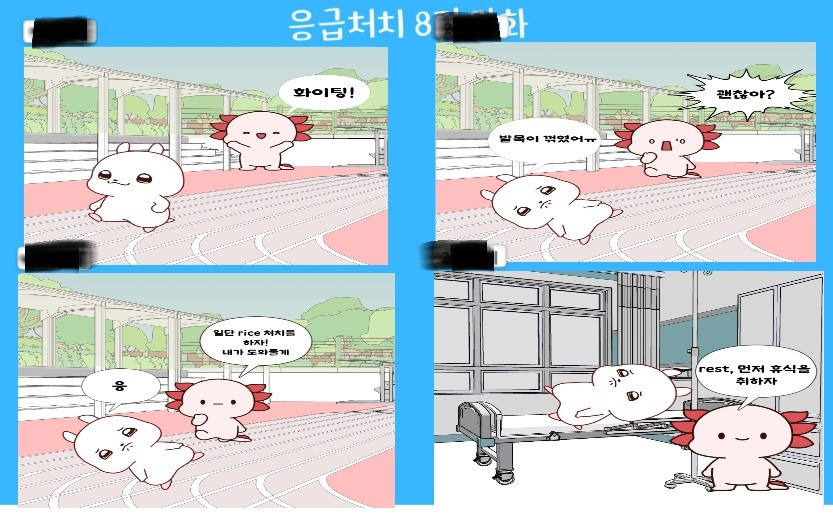 응급처치 8
화이팅!
괜찮아?
발목이 꺾였어ㅠ
일단 rice 처치를
하자!
내가 도와줄게
응
rest, 먼저 휴식을
취하자